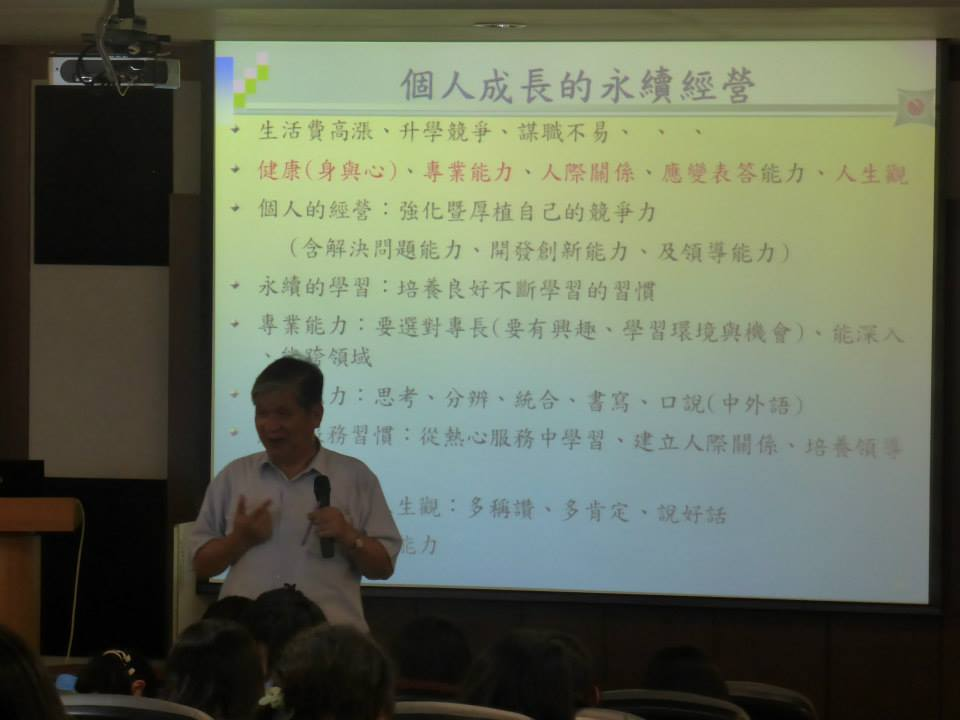 個人成長的永續經營
生活費高漲、升學競爭、謀職不易、、、
健康(身與心)、專業能力、人際關係、應變表答能力、人生觀
個人的經營：強化暨厚植自己的競爭力
(含解決問題能力、開發創新能力、及領導能力)
永續的學習：培養良好不斷學習的習慣
專業能力：要選對專長(要有興趣、學習環境與機會)、能深入
、能跨領域
力：思考、分辨、統合、書寫、口說(中外語)
務習慣：從熱心服務中學習、建立人際關係、培養領導
生觀：多稱讚、多肯定、說好話
能力